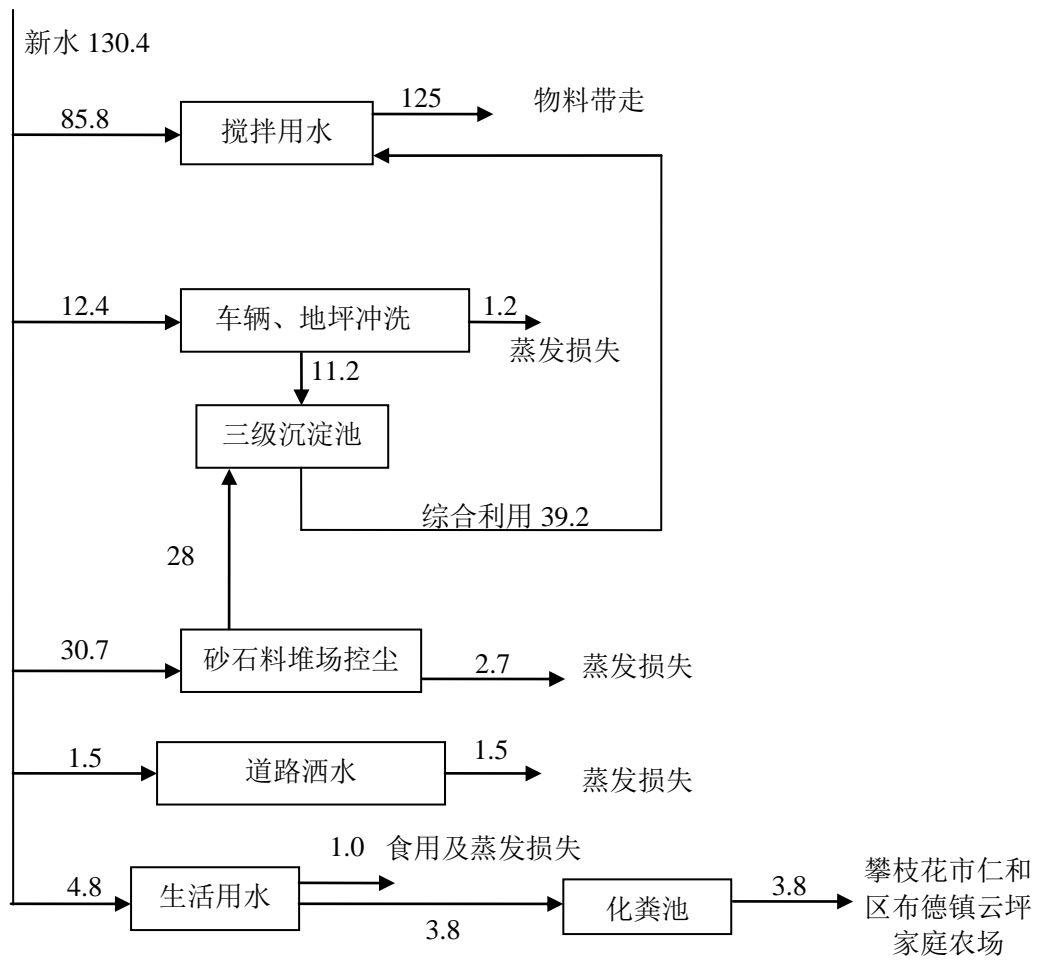 新水 130.4
85.8
搅拌用水
125
物料带走
12.4
车辆、地坪冲洗
1.2
蒸发损失
11.2
三级沉淀池
综合利用 39.2
28
30.7
砂石料堆场控尘
2.7
蒸发损失
1.5
道路洒水
1.5
蒸发损失
1.0 食用及蒸发损失
4.8
生活用水
3.8
化粪池
3.8
攀枝花市仁和
区布德镇云坪
家庭农场